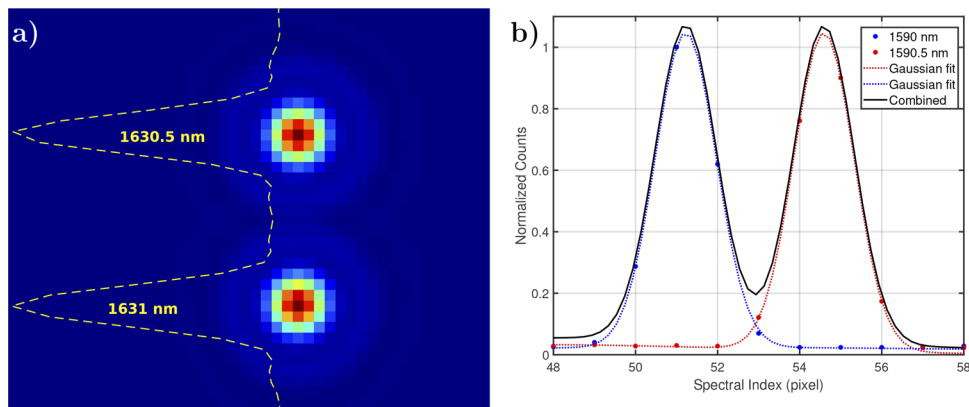 a)
1630.5 nm
1631 nm
b)
1590 nm
1590.5 nm
Gaussian fit
Gaussian fit
Combined
Normalized Counts
1
0.8
0.6
0.4
0.2
0
48
50
52
54
56
58
Spectral Index (pixel)